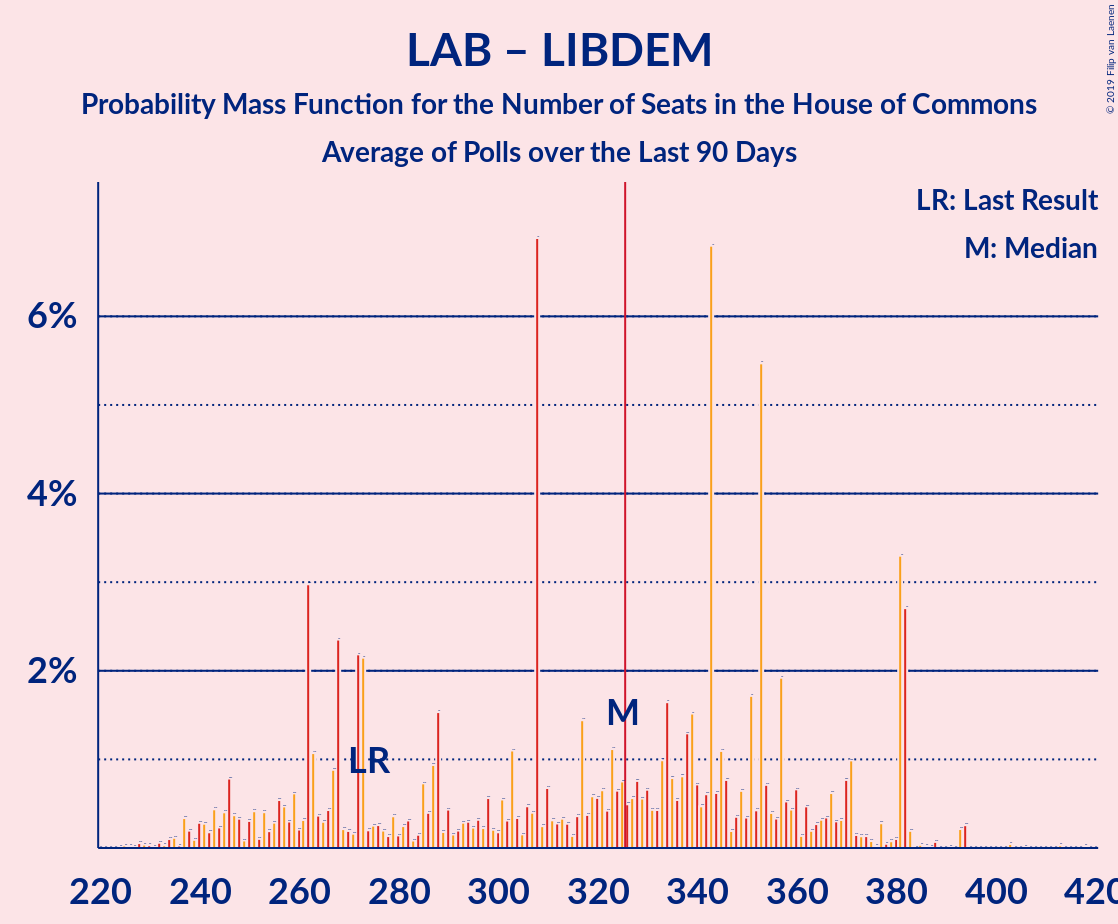 LAB – LIBDEM
Probability Mass Function for the Number of Seats in the House of Commons
Average of Polls over the Last 90 Days
© 2019 Filip van Laenen
LR: Last Result
M: Median
6%
4%
2%
M
LR
220 240 260 280 300 320 340 360 380 400 420